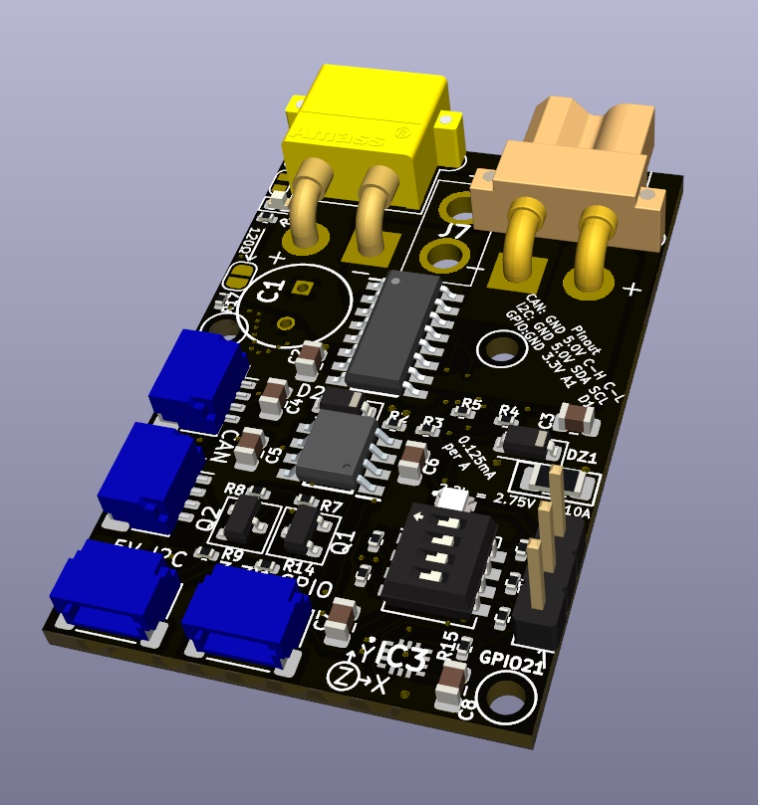 Amass ®
J7
120Ω
+
−
−
+
C1
Pinout
CAN: GND 5.0V C-H C-L
I2C: GND 5.0V SDA SCL
GPIO:GND 3.3V A1 D1
D2
C4
R2
R3
R5
R4
C3
CAN
C5
C6
0.125mA
per A
DZ1
2.75V
10A
R8
R7
Q2
Q1
R9
R14
5V I2C
GPIO
R15
GPIO21
IC3
Y
Z
X
C8